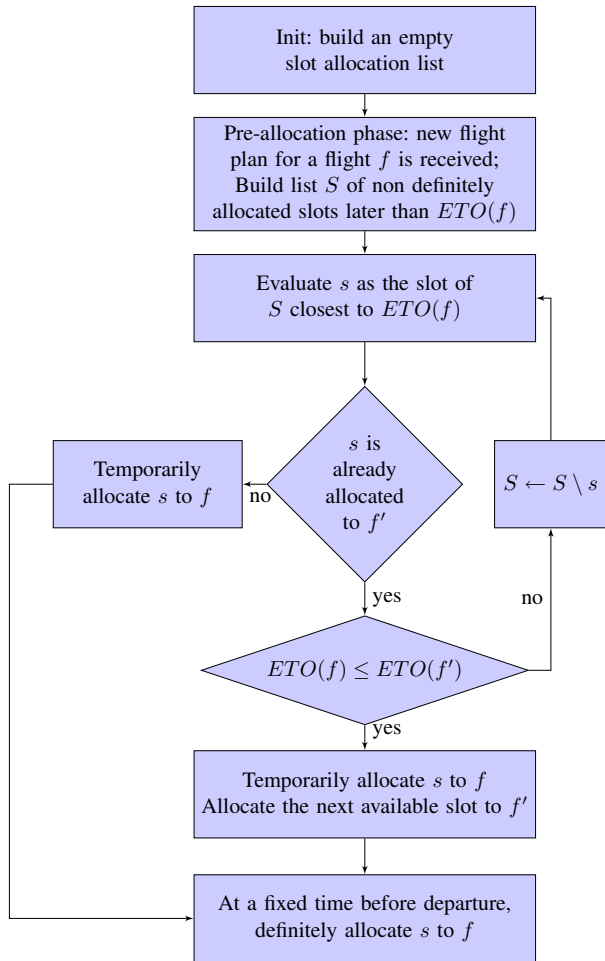 Init: build an empty
slot allocation list
Pre-allocation phase: new flight
plan for a flight f is received;
Build list S of non definitely
allocated slots later than ETO(f)
Evaluate s as the slot of
S closest to ETO(f)
s is
already
allocated
to f′
no
Temporarily
allocate s to f
S ← S \ s
yes
no
ETO(f) ≤ ETO(f′)
yes
Temporarily allocate s to f
Allocate the next available slot to f′
At a fixed time before departure,
definitely allocate s to f